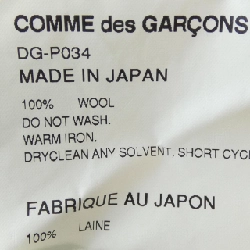 COMME des GARÇONS
DG-P034
MADE IN JAPAN
100% WOOL
DO NOT WASH.
WARM IRON.
DRYCLEAN ANY SOLVENT. SHORT CYCL
FABRIQUE AU JAPON
100% LAINE